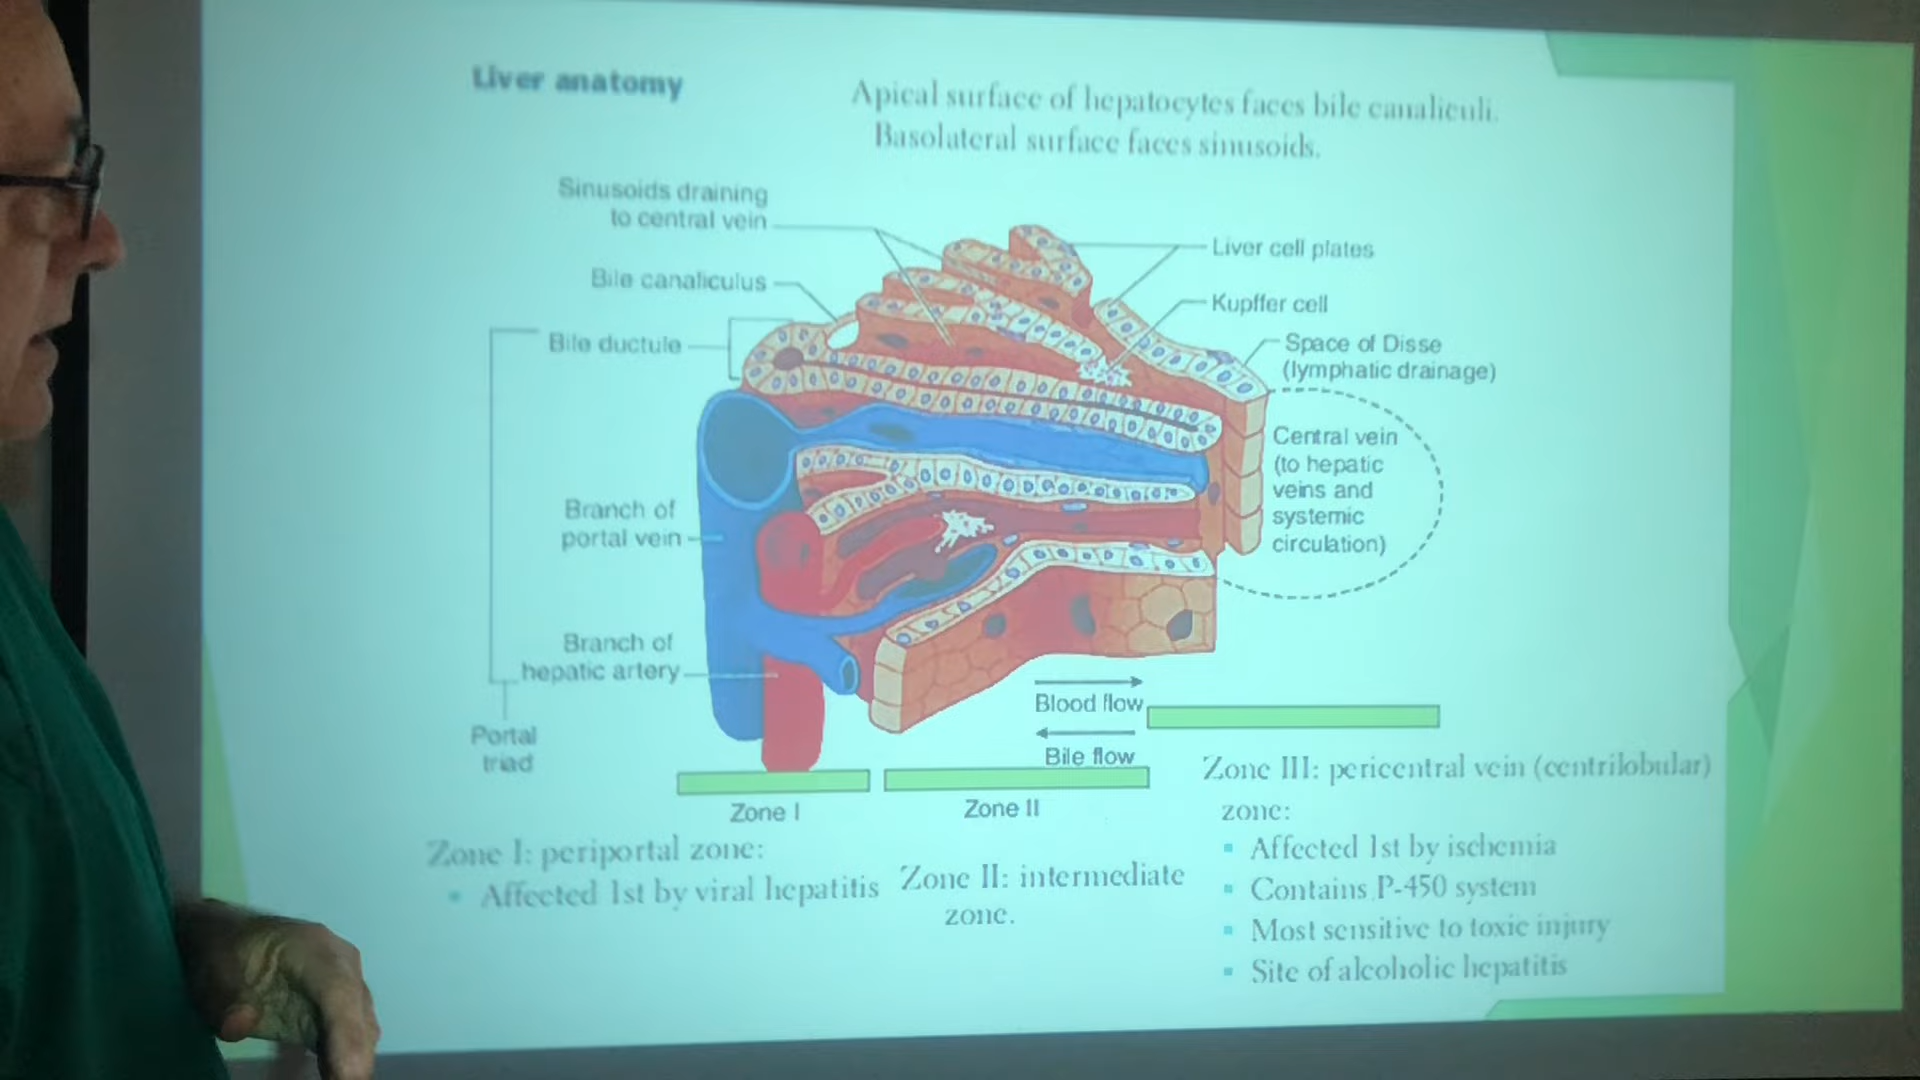 Liver anatomy
Apical surface of hepatocytes faces bile canaliculi.
Basolateral surface faces sinusoids.
Sinusoids draining
to central vein
Bile canaliculus
Bile ductule
Branch of
portal vein
Branch of
hepatic artery
Portal
triad
Liver cell plates
Kupffer cell
Space of Disse
(lymphatic drainage)
Central vein
(to hepatic
veins and
systemic
circulation)
Blood flow
Bile flow
Zone I
Zone II
Zone I: periportal zone:
Affected 1st by viral hepatitis
Zone II: intermediate
zone.
Zone III: pericentral vein (centrilobular)
zone:
Affected 1st by ischemia
Contains P-450 system
Most sensitive to toxic injury
Site of alcoholic hepatitis